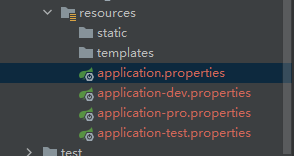 resources
static
templates
application.properties
application-dev.properties
application-pro.properties
application-test.properties
test